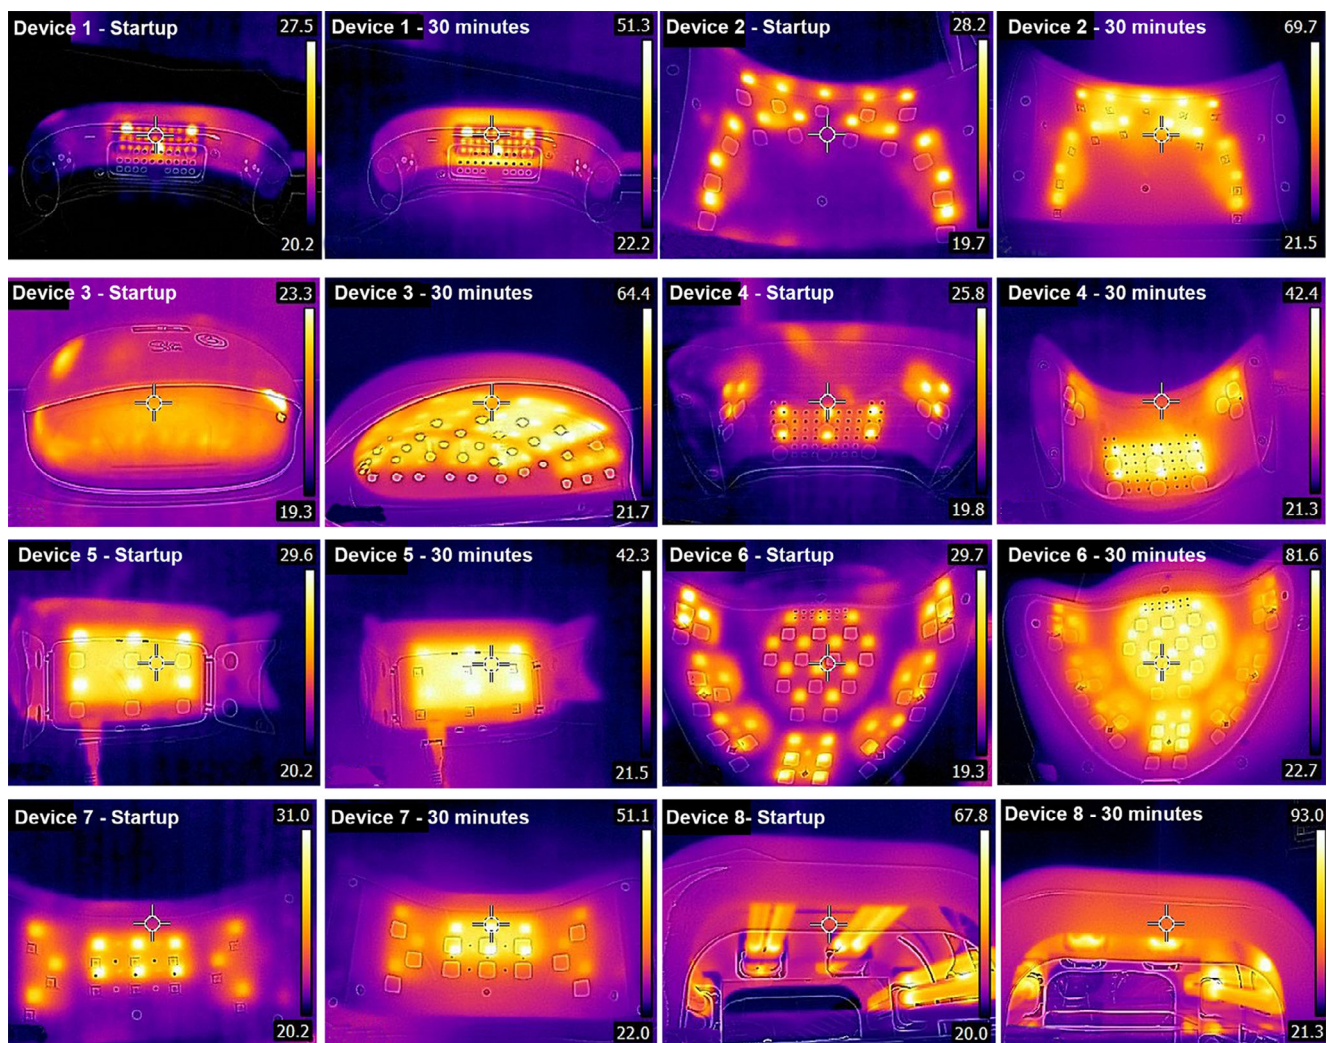 Device 1 - Startup 27.5
20.2
Device 1 - 30 minutes 51.3
22.2
Device 2 - Startup 28.2
19.7
Device 2 - 30 minutes 69.7
21.5
Device 3 - Startup 23.3
19.3
Device 3 - 30 minutes 64.4
21.7
Device 4 - Startup 25.8
19.8
Device 4 - 30 minutes 42.4
21.3
Device 5 - Startup 29.6
20.2
Device 5 - 30 minutes 42.3
21.5
Device 6 - Startup 29.7
19.3
Device 6 - 30 minutes 81.6
22.7
Device 7 - Startup 31.0
20.2
Device 7 - 30 minutes 51.1
22.0
Device 8- Startup 67.8
20.0
Device 8 - 30 minutes 93.0
21.3